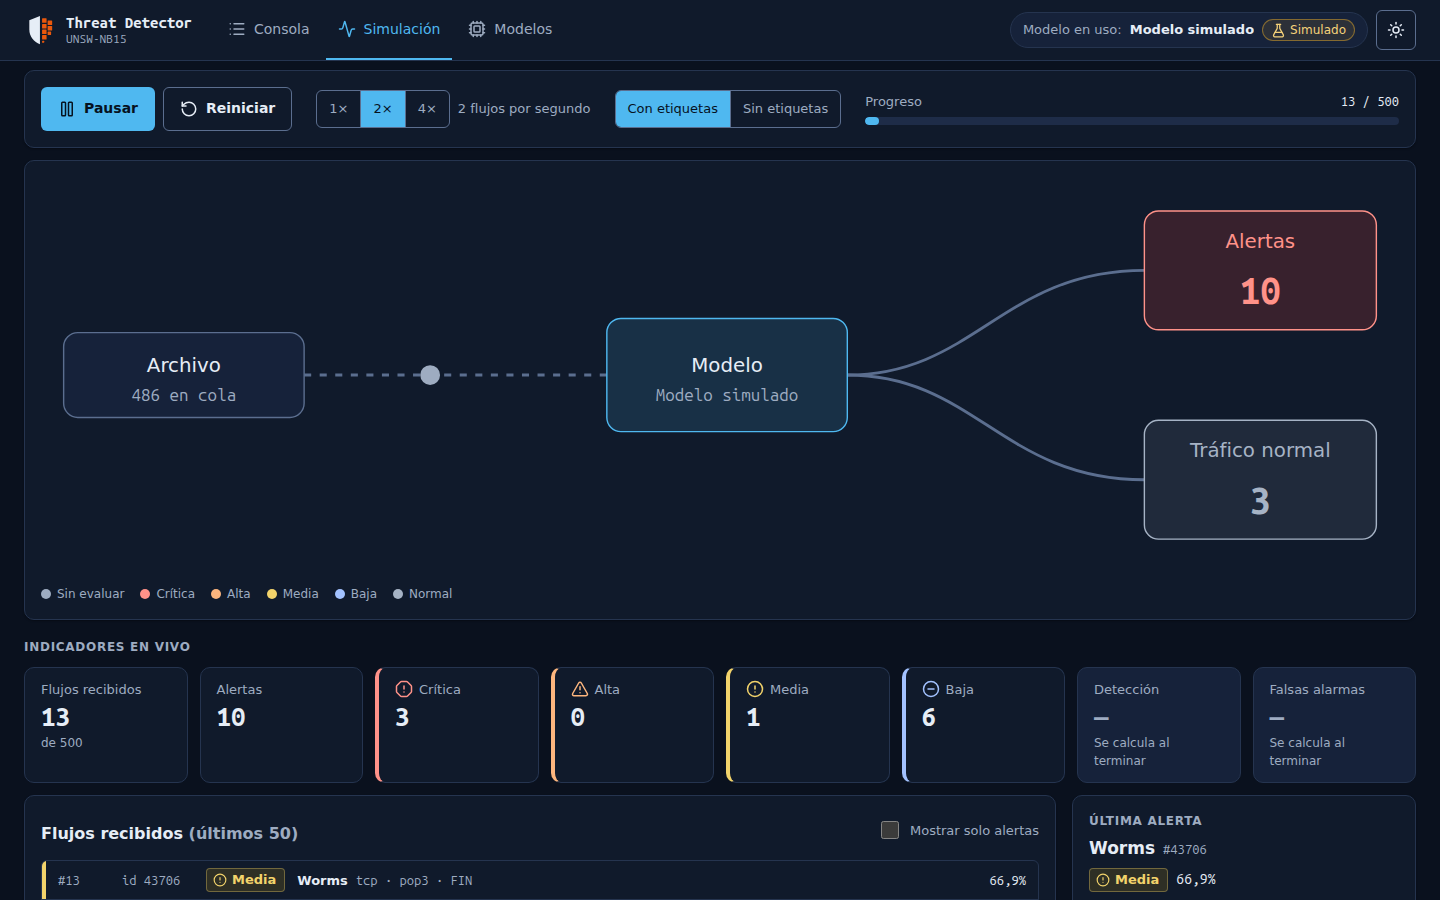 Threat Detector
UNSW-NB15
Consola
Simulación
Modelos
Modelo en uso: Modelo simulado
Simulado
Pausar
Reiniciar
1×
2×
4×
2 flujos por segundo
Con etiquetas
Sin etiquetas
Progreso
13 / 500
Alertas
10
Archivo
486 en cola
Modelo
Modelo simulado
Tráfico normal
3
Sin evaluar
Crítica
Alta
Media
Baja
Normal
INDICADORES EN VIVO
Flujos recibidos
13
de 500
Alertas
10
Crítica
3
Alta
0
Media
1
Baja
6
Detección
—
Se calcula al
terminar
Falsas alarmas
—
Se calcula al
terminar
Flujos recibidos (últimos 50)
Mostrar solo alertas
#13 id 43706 Media Worms tcp · pop3 · FIN 66,9%
ÚLTIMA ALERTA
Worms #43706
Media 66,9%